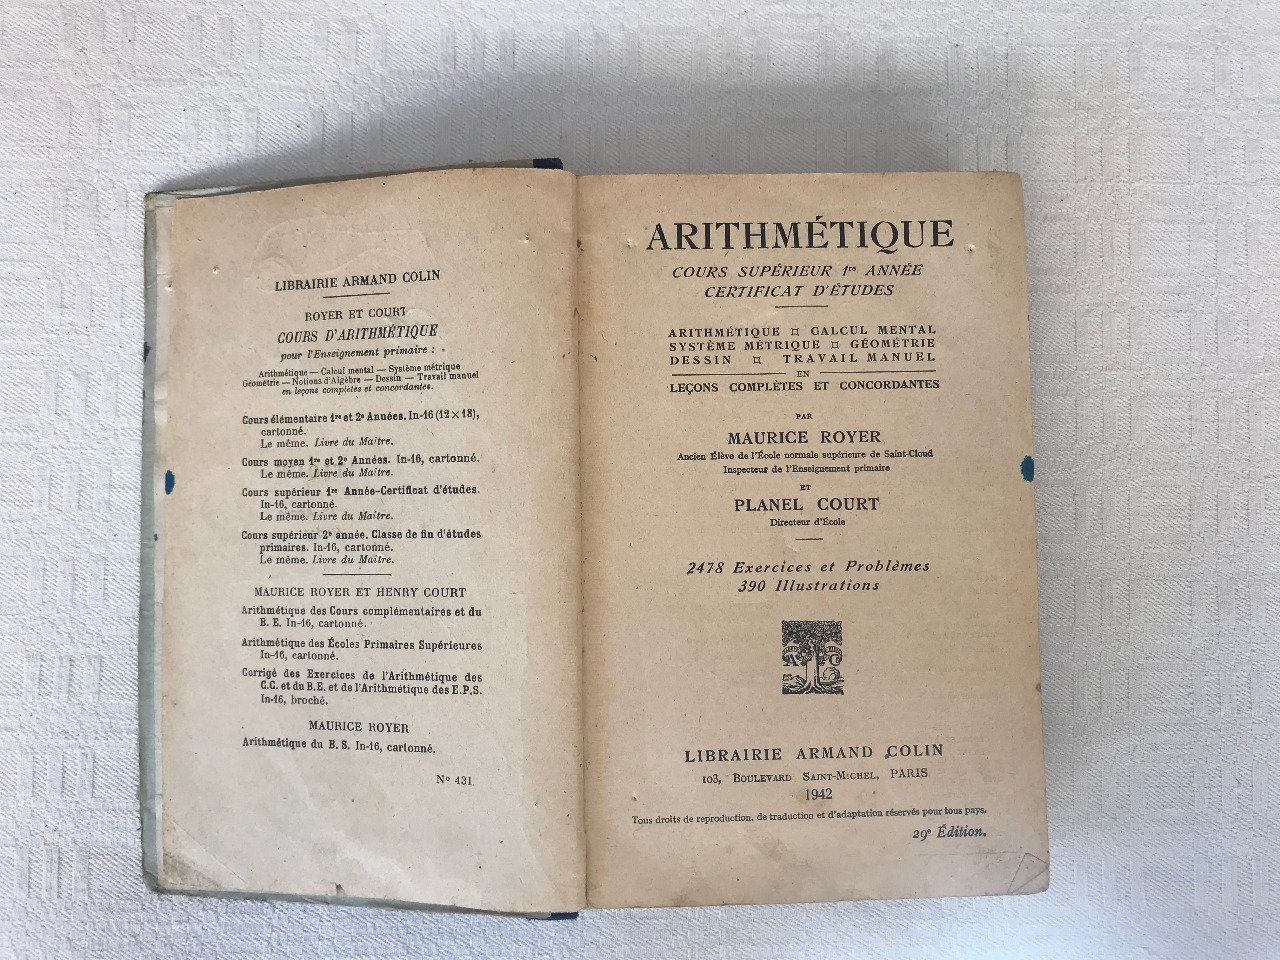 LIBRAIRIE ARMAND COLIN
ROYER ET COURT
COURS D'ARITHMÉTIQUE
pour l'Enseignement primaire :
Arithmétique — Calcul mental — Système métrique
Géométrie — Notions d'Algèbre — Dessin — Travail manuel
en leçons complètes et concordantes.
Cours élémentaire 1re et 2e Années. In-16 (12 × 18),
cartonné.
Le même. Livre du Maître.
Cours moyen 1re et 2e Années. In-16, cartonné.
Le même. Livre du Maître.
Cours supérieur 1re Année-Certificat d'études.
In-16, cartonné.
Le même. Livre du Maître.
Cours supérieur 2e année. Classe de fin d'études
primaires. In-16, cartonné.
Le même. Livre du Maître.
MAURICE ROYER ET HENRY COURT
Arithmétique des Cours complémentaires et du
B. E. In-16, cartonné.
Arithmétique des Écoles Primaires Supérieures
In-16, cartonné.
Corrigé des Exercices de l'Arithmétique des
C.C. et du B.E. et de l'Arithmétique des E.P.S.
In-16, broché.
MAURICE ROYER
Arithmétique du B. S. In-16, cartonné.
No 431
ARITHMÉTIQUE
COURS SUPÉRIEUR 1re ANNÉE
CERTIFICAT D'ÉTUDES
ARITHMÉTIQUE ¤ CALCUL MENTAL
SYSTÈME MÉTRIQUE ¤ GÉOMÉTRIE
DESSIN ¤ TRAVAIL MANUEL
EN
LEÇONS COMPLÈTES ET CONCORDANTES
PAR
MAURICE ROYER
Ancien Élève de l'École normale supérieure de Saint-Cloud
Inspecteur de l'Enseignement primaire
ET
PLANEL COURT
Directeur d'École
2478 Exercices et Problèmes
390 Illustrations
A C
LIBRAIRIE ARMAND COLIN
103, BOULEVARD SAINT-MICHEL, PARIS
1942
Tous droits de reproduction, de traduction et d'adaptation réservés pour tous pays.
29e Édition.